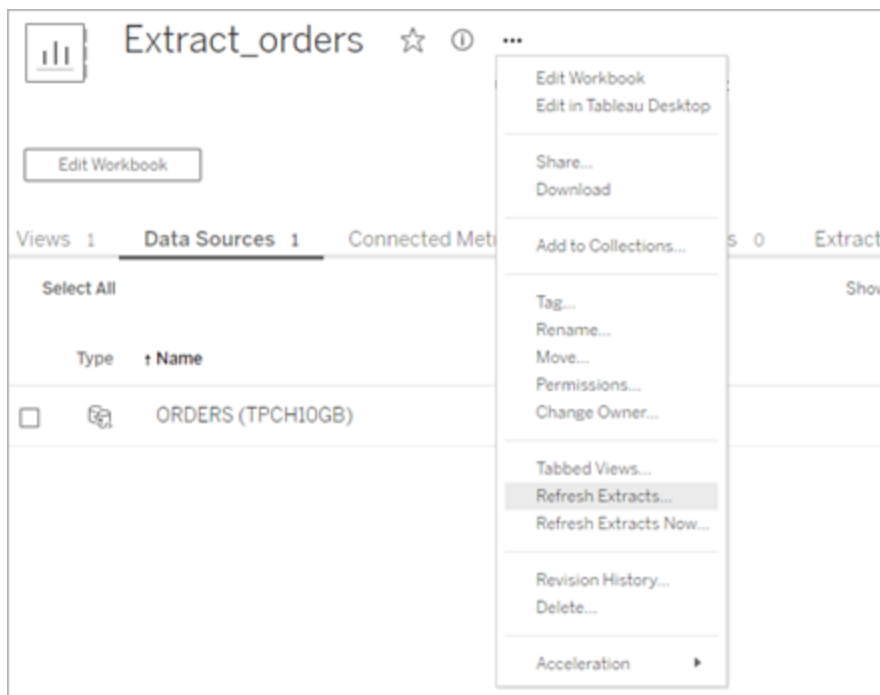 Extract_orders
Edit Workbook
Views 1
Data Sources 1
Connected Met
s 0
Extract
Select All
Show
Type
↑ Name
ORDERS (TPCH10GB)
Edit Workbook
Edit in Tableau Desktop
Share...
Download
Add to Collections...
Tag...
Rename...
Move...
Permissions...
Change Owner...
Tabbed Views...
Refresh Extracts...
Refresh Extracts Now...
Revision History...
Delete...
Acceleration